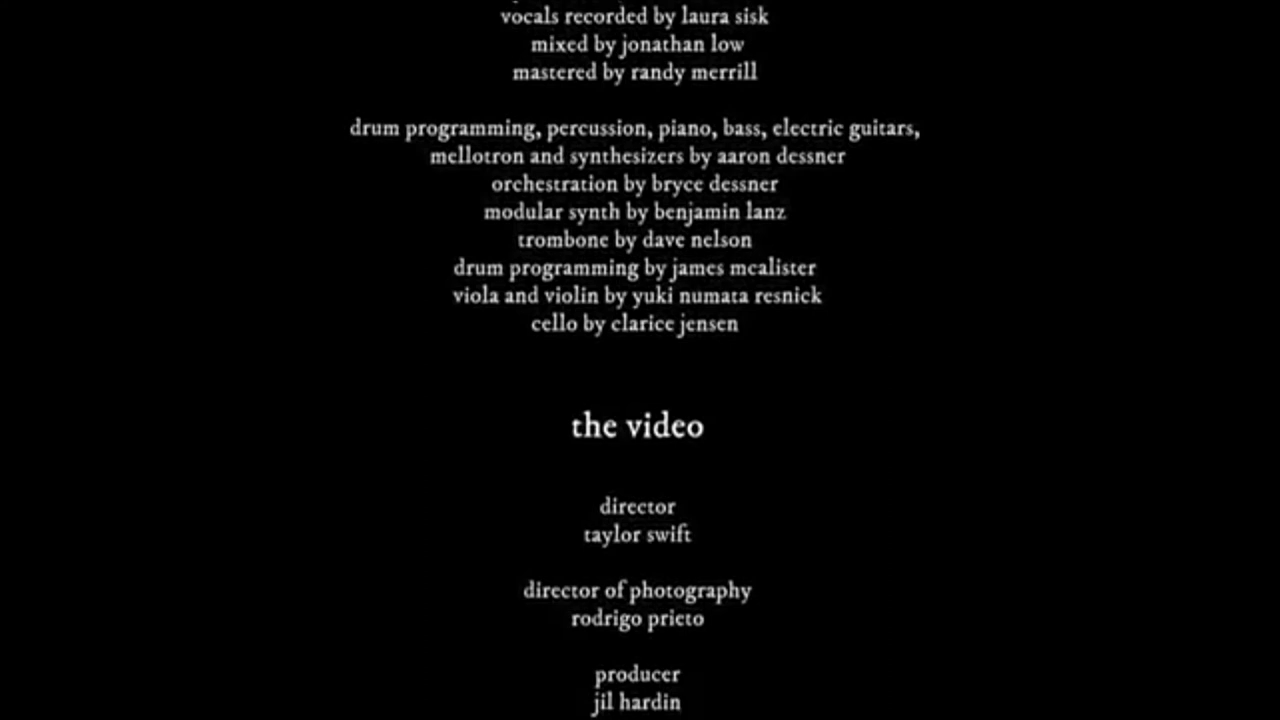 vocals recorded by laura sisk
mixed by jonathan low
mastered by randy merrill
drum programming, percussion, piano, bass, electric guitars,
mellotron and synthesizers by aaron dessner
orchestration by bryce dessner
modular synth by benjamin lanz
trombone by dave nelson
drum programming by james mcalister
viola and violin by yuki numata resnick
cello by clarice jensen
the video
director
taylor swift
director of photography
rodrigo prieto
producer
jil hardin